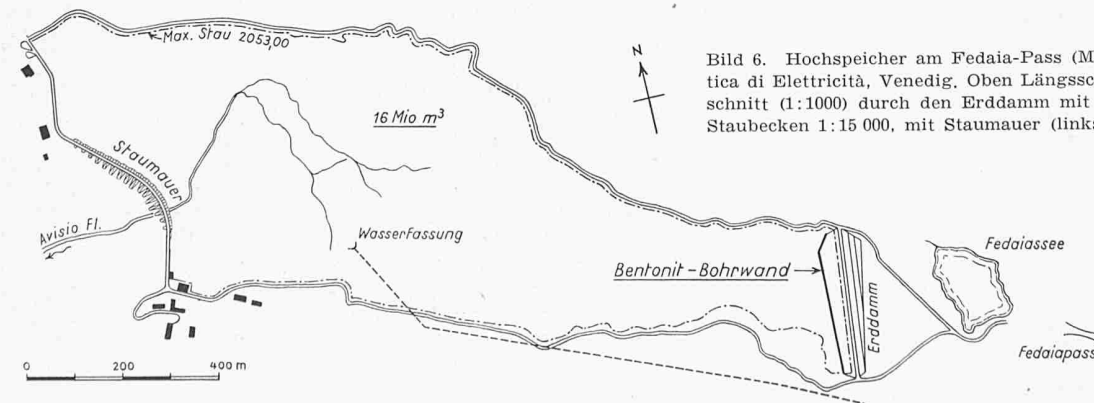 Max. Stau 2053,00
16 Mio m³
Staumauer
Avisio Fl.
Wasserfassung
Bentonit-Bohrwand
Erddamm
Fedaiassee
Fedaiapass
0 200 400 m
N
Bild 6. Hochspeicher am Fedaia-Pass (M
tica di Elettricità, Venedig. Oben Längssc
schnitt (1:1000) durch den Erddamm mit
Staubecken 1:15 000, mit Staumauer (links